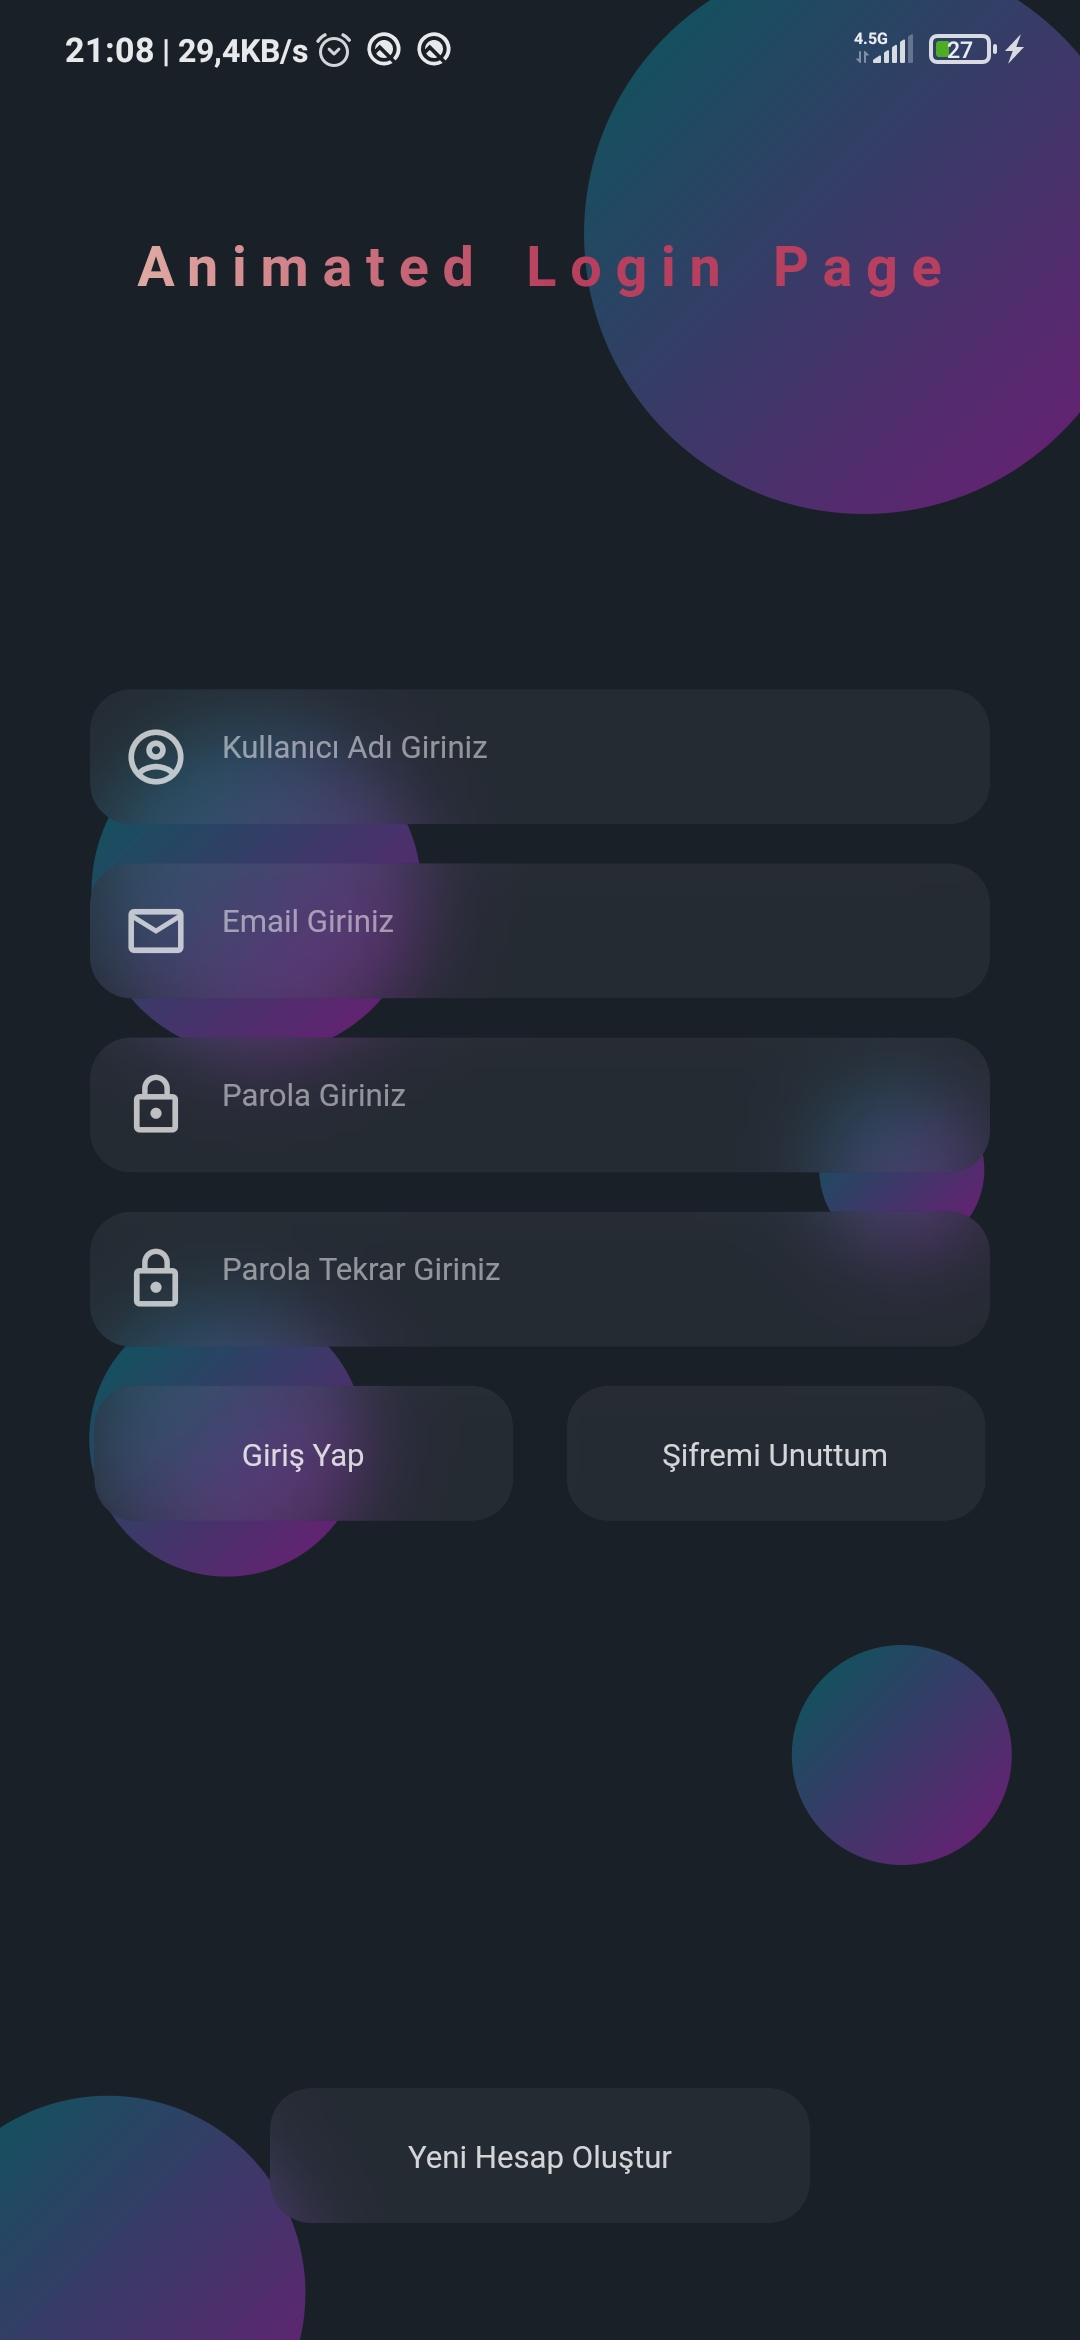 21:08 | 29,4KB/s 4.5G 27
Animated Login Page
Kullanıcı Adı Giriniz
Email Giriniz
Parola Giriniz
Parola Tekrar Giriniz
Giriş Yap Şifremi Unuttum
Yeni Hesap Oluştur